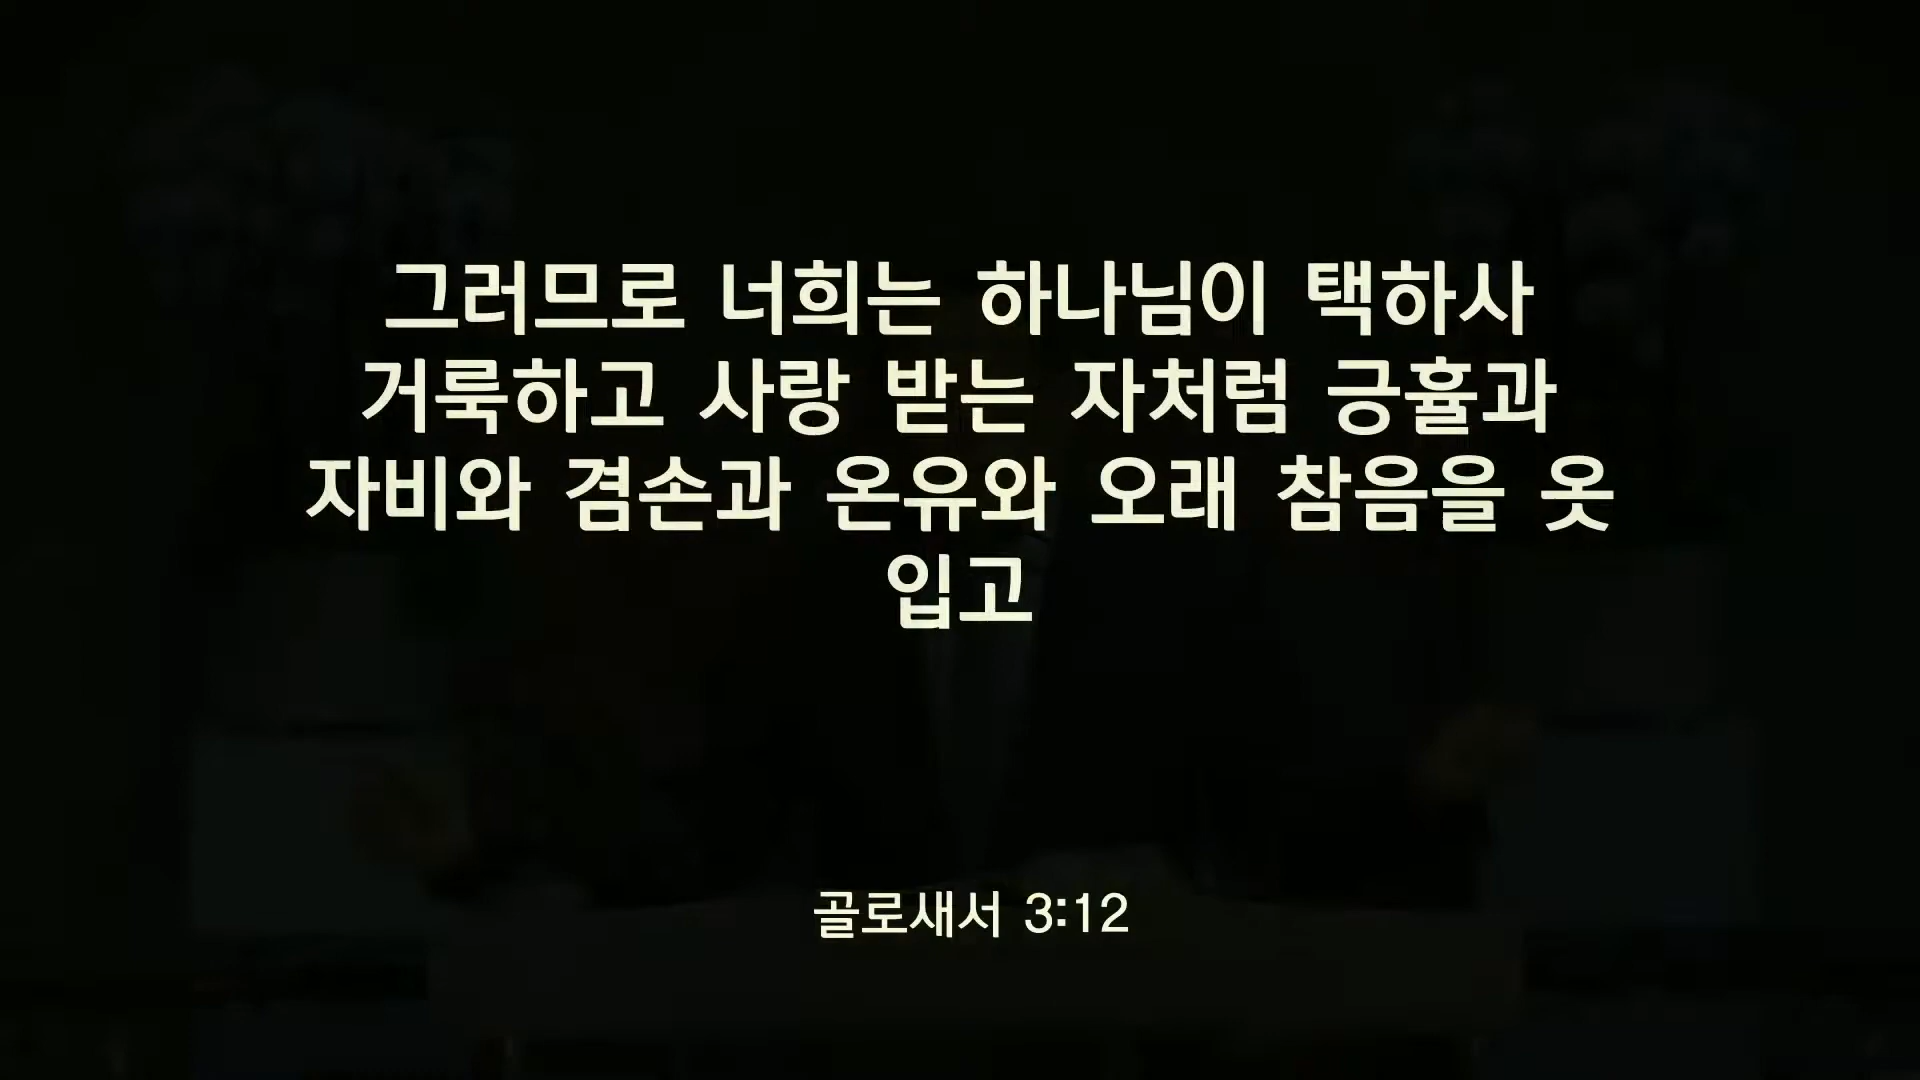 그러므로 너희는 하나님이 택하사
거룩하고 사랑 받는 자처럼 긍휼과
자비와 겸손과 온유와 오래 참음을 옷
입고
골로새서 3:12